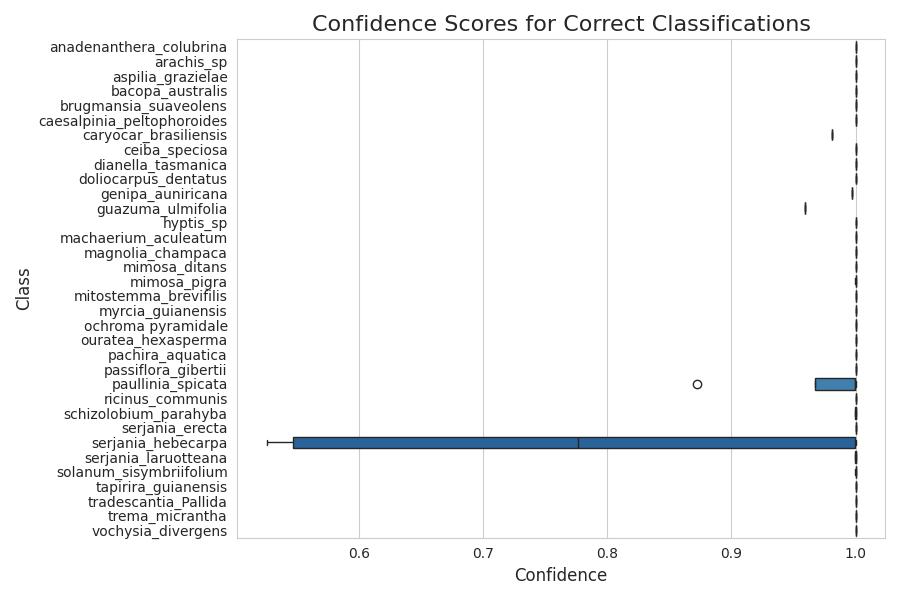 Confidence Scores for Correct Classifications
anadenanthera_colubrina
arachis_sp
aspilia_grazielae
bacopa_australis
brugmansia_suaveolens
caesalpinia_peltophoroides
caryocar_brasiliensis
ceiba_speciosa
dianella_tasmanica
doliocarpus_dentatus
genipa_auniricana
guazuma_ulmifolia
hyptis_sp
machaerium_aculeatum
magnolia_champaca
mimosa_ditans
mimosa_pigra
mitostemma_brevifilis
myrcia_guianensis
ochroma pyramidale
ouratea_hexasperma
pachira_aquatica
passiflora_gibertii
paullinia_spicata
ricinus_communis
schizolobium_parahyba
serjania_erecta
serjania_hebecarpa
serjania_laruotteana
solanum_sisymbriifolium
tapirira_guianensis
tradescantia_Pallida
trema_micrantha
vochysia_divergens
Class
0.6 0.7 0.8 0.9 1.0
Confidence